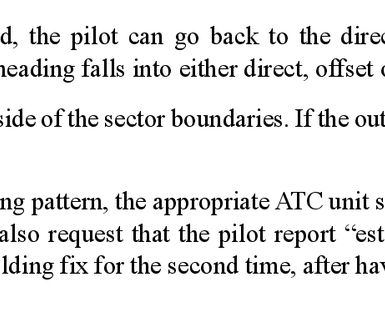 d, the pilot can go back to the direc
heading falls into either direct, offset o
side of the sector boundaries. If the out
ng pattern, the appropriate ATC unit s
also request that the pilot report “est
lding fix for the second time, after hav